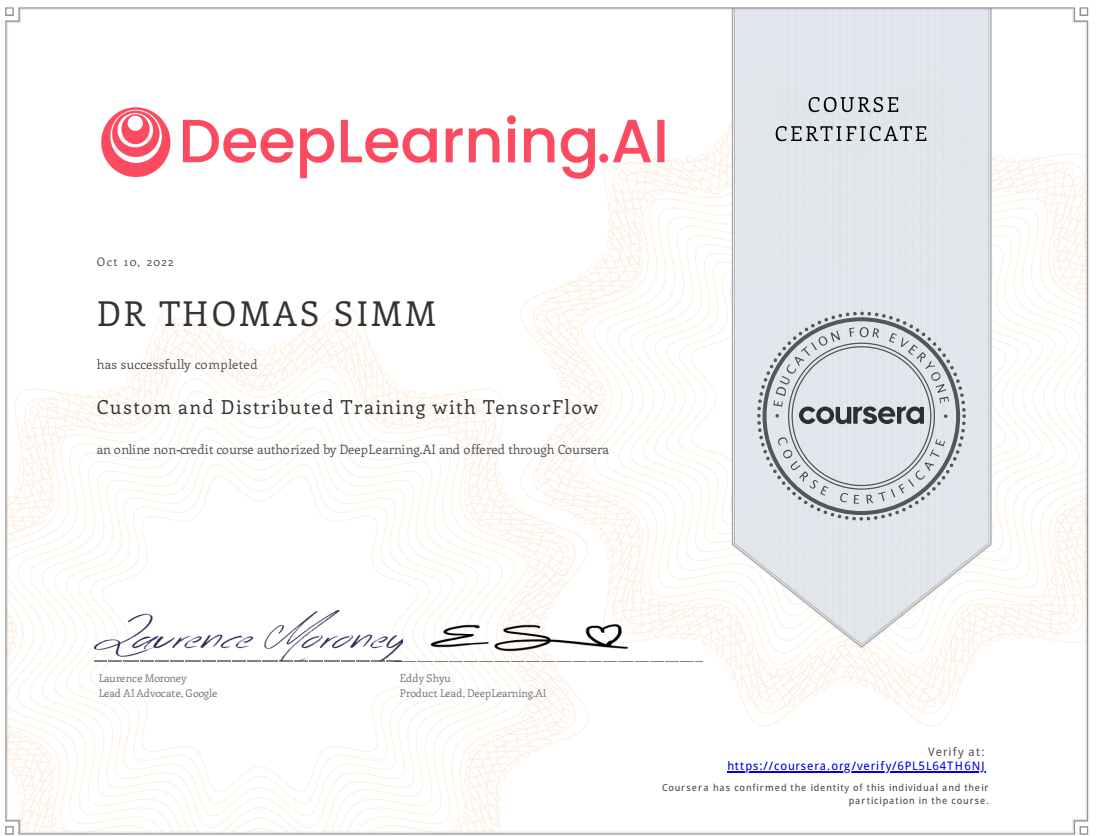 DeepLearning.AI
COURSE
CERTIFICATE
Oct 10, 2022
DR THOMAS SIMM
has successfully completed
Custom and Distributed Training with TensorFlow
an online non-credit course authorized by DeepLearning.AI and offered through Coursera
EDUCATION FOR EVERYONE
coursera
COURSE CERTIFICATE
Laurence Moroney
Laurence Moroney
Lead AI Advocate, Google
E S
Eddy Shyu
Product Lead, DeepLearning.AI
Verify at:
https://coursera.org/verify/6PL5L64TH6NJ
Coursera has confirmed the identity of this individual and their
participation in the course.